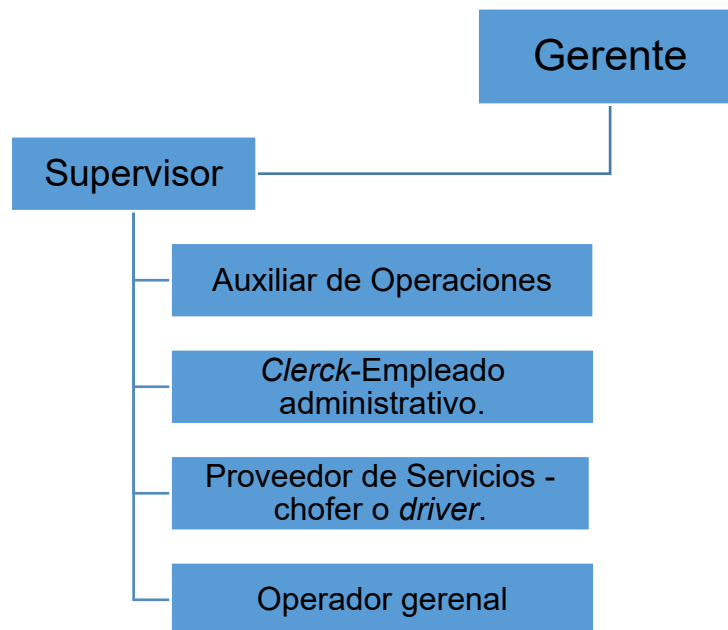 Gerente
Supervisor
Auxiliar de Operaciones
Clerck-Empleado
administrativo.
Proveedor de Servicios -
chofer o driver.
Operador gerenal